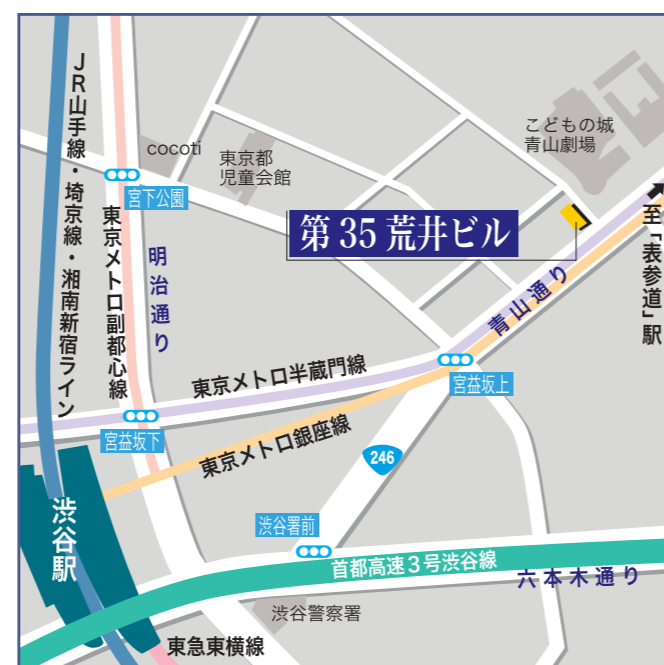 JR山手線・埼京線・湘南新宿ライン
cocoti
東京都
児童会館
こどもの城
青山劇場
宮下公園
東京メトロ副都心線
明治通り
第35荒井ビル
至「表参道」駅
青山通り
東京メトロ半蔵門線
宮益坂上
宮益坂下
東京メトロ銀座線
246
渋谷駅
渋谷署前
首都高速3号渋谷線
六本木通り
渋谷警察署
東急東横線